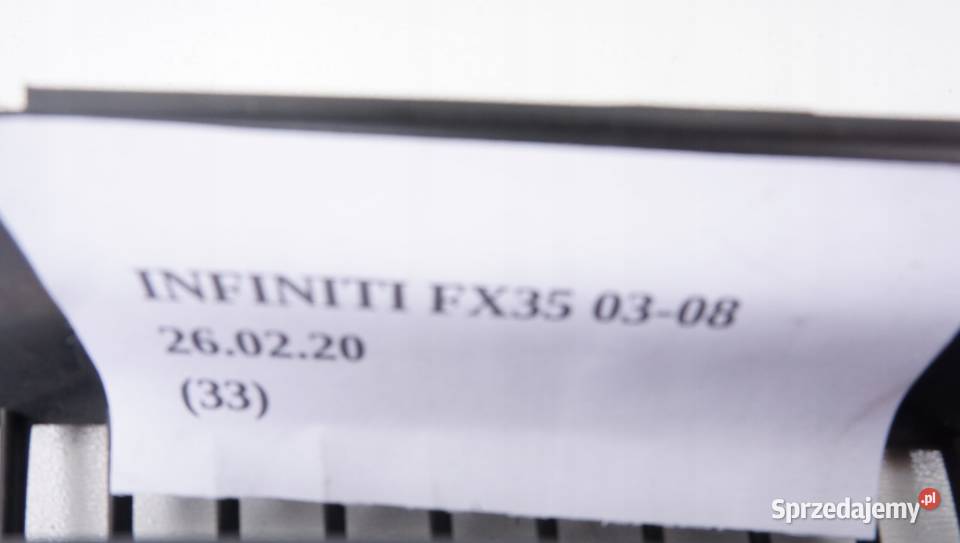 INFINITI FX35 03-08
26.02.20
(33)
Sprzedajemy.pl